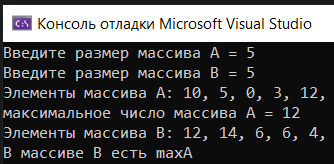 Консоль отладки Microsoft Visual Studio
Введите размер массива А = 5
Введите размер массива В = 5
Элементы массива А: 10, 5, 0, 3, 12,
максимальное число массива А = 12
Элементы массива В: 12, 14, 6, 6, 4,
В массиве В есть maxA